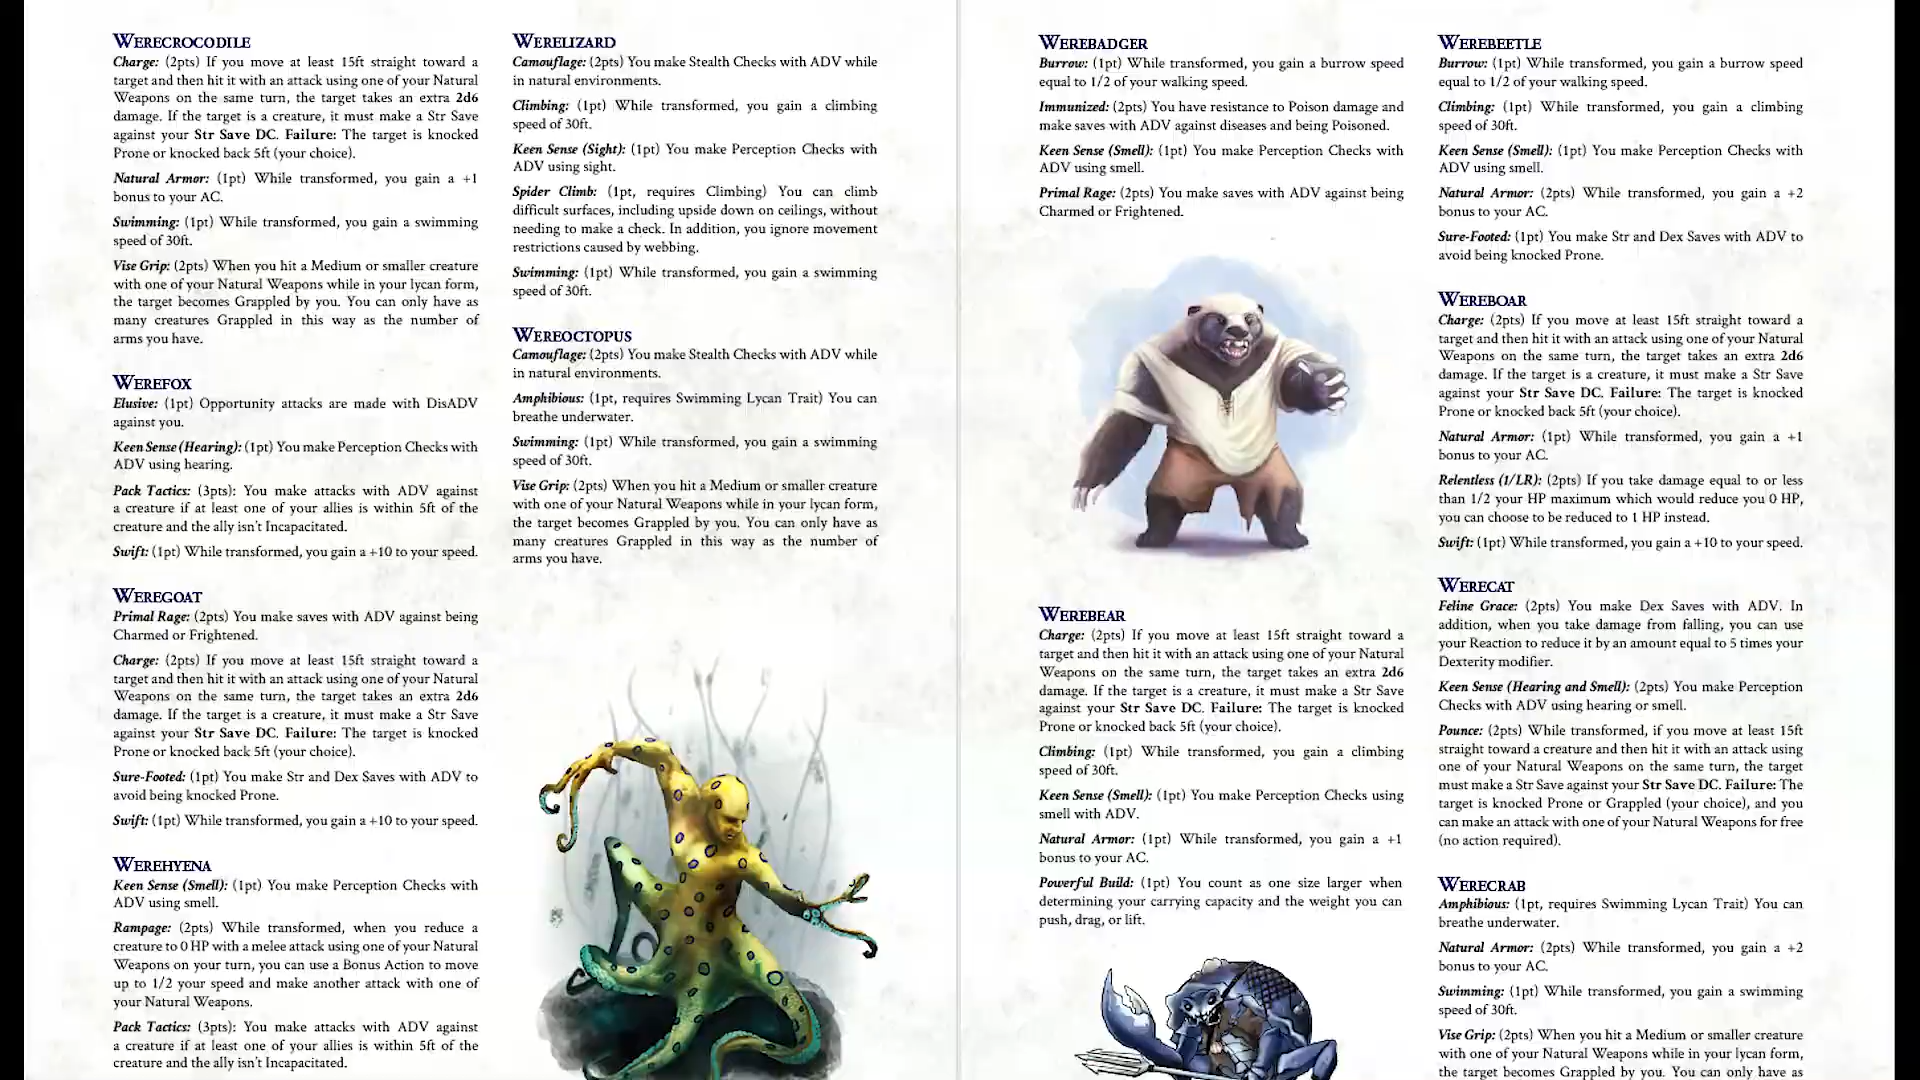 WERECROCODILE
Charge: (2pts) If you move at least 15ft straight toward a
target and then hit it with an attack using one of your Natural
Weapons on the same turn, the target takes an extra 2d6
damage. If the target is a creature, it must make a Str Save
against your Str Save DC. Failure: The target is knocked
Prone or knocked back 5ft (your choice).
Natural Armor: (1pt) While transformed, you gain a +1
bonus to your AC.
Swimming: (1pt) While transformed, you gain a swimming
speed of 30ft.
Vise Grip: (2pts) When you hit a Medium or smaller creature
with one of your Natural Weapons while in your lycan form,
the target becomes Grappled by you. You can only have as
many creatures Grappled in this way as the number of
arms you have.
WEREFOX
Elusive: (1pt) Opportunity attacks are made with DisADV
against you.
Keen Sense (Hearing): (1pt) You make Perception Checks with
ADV using hearing.
Pack Tactics: (3pts): You make attacks with ADV against
a creature if at least one of your allies is within 5ft of the
creature and the ally isn't Incapacitated.
Swift: (1pt) While transformed, you gain a +10 to your speed.
WEREGOAT
Primal Rage: (2pts) You make saves with ADV against being
Charmed or Frightened.
Charge: (2pts) If you move at least 15ft straight toward a
target and then hit it with an attack using one of your Natural
Weapons on the same turn, the target takes an extra 2d6
damage. If the target is a creature, it must make a Str Save
against your Str Save DC. Failure: The target is knocked
Prone or knocked back 5ft (your choice).
Sure-Footed: (1pt) You make Str and Dex Saves with ADV to
avoid being knocked Prone.
Swift: (1pt) While transformed, you gain a +10 to your speed.
WEREHYENA
Keen Sense (Smell): (1pt) You make Perception Checks with
ADV using smell.
Rampage: (2pts) While transformed, when you reduce a
creature to 0 HP with a melee attack using one of your Natural
Weapons on your turn, you can use a Bonus Action to move
up to 1/2 your speed and make another attack with one of
your Natural Weapons.
Pack Tactics: (3pts): You make attacks with ADV against
a creature if at least one of your allies is within 5ft of the
creature and the ally isn't Incapacitated.
WERELIZARD
Camouflage: (2pts) You make Stealth Checks with ADV while
in natural environments.
Climbing: (1pt) While transformed, you gain a climbing
speed of 30ft.
Keen Sense (Sight): (1pt) You make Perception Checks with
ADV using sight.
Spider Climb: (1pt, requires Climbing) You can climb
difficult surfaces, including upside down on ceilings, without
needing to make a check. In addition, you ignore movement
restrictions caused by webbing.
Swimming: (1pt) While transformed, you gain a swimming
speed of 30ft.
WEREOCTOPUS
Camouflage: (2pts) You make Stealth Checks with ADV while
in natural environments.
Amphibious: (1pt, requires Swimming Lycan Trait) You can
breathe underwater.
Swimming: (1pt) While transformed, you gain a swimming
speed of 30ft.
Vise Grip: (2pts) When you hit a Medium or smaller creature
with one of your Natural Weapons while in your lycan form,
the target becomes Grappled by you. You can only have as
many creatures Grappled in this way as the number of
arms you have.
WEREBADGER
Burrow: (1pt) While transformed, you gain a burrow speed
equal to 1/2 of your walking speed.
Immunized: (2pts) You have resistance to Poison damage and
make saves with ADV against diseases and being Poisoned.
Keen Sense (Smell): (1pt) You make Perception Checks with
ADV using smell.
Primal Rage: (2pts) You make saves with ADV against being
Charmed or Frightened.
WEREBEAR
Charge: (2pts) If you move at least 15ft straight toward a
target and then hit it with an attack using one of your Natural
Weapons on the same turn, the target takes an extra 2d6
damage. If the target is a creature, it must make a Str Save
against your Str Save DC. Failure: The target is knocked
Prone or knocked back 5ft (your choice).
Climbing: (1pt) While transformed, you gain a climbing
speed of 30ft.
Keen Sense (Smell): (1pt) You make Perception Checks using
smell with ADV.
Natural Armor: (1pt) While transformed, you gain a +1
bonus to your AC.
Powerful Build: (1pt) You count as one size larger when
determining your carrying capacity and the weight you can
push, drag, or lift.
WEREBEETLE
Burrow: (1pt) While transformed, you gain a burrow speed
equal to 1/2 of your walking speed.
Climbing: (1pt) While transformed, you gain a climbing
speed of 30ft.
Keen Sense (Smell): (1pt) You make Perception Checks with
ADV using smell.
Natural Armor: (2pts) While transformed, you gain a +2
bonus to your AC.
Sure-Footed: (1pt) You make Str and Dex Saves with ADV to
avoid being knocked Prone.
WEREBOAR
Charge: (2pts) If you move at least 15ft straight toward a
target and then hit it with an attack using one of your Natural
Weapons on the same turn, the target takes an extra 2d6
damage. If the target is a creature, it must make a Str Save
against your Str Save DC. Failure: The target is knocked
Prone or knocked back 5ft (your choice).
Natural Armor: (1pt) While transformed, you gain a +1
bonus to your AC.
Relentless (1/LR): (2pts) If you take damage equal to or less
than 1/2 your HP maximum which would reduce you 0 HP,
you can choose to be reduced to 1 HP instead.
Swift: (1pt) While transformed, you gain a +10 to your speed.
WERECAT
Feline Grace: (2pts) You make Dex Saves with ADV. In
addition, when you take damage from falling, you can use
your Reaction to reduce it by an amount equal to 5 times your
Dexterity modifier.
Keen Sense (Hearing and Smell): (2pts) You make Perception
Checks with ADV using hearing or smell.
Pounce: (2pts) While transformed, if you move at least 15ft
straight toward a creature and then hit it with an attack using
one of your Natural Weapons on the same turn, the target
must make a Str Save against your Str Save DC. Failure: The
target is knocked Prone or Grappled (your choice), and you
can make an attack with one of your Natural Weapons for free
(no action required).
WERECRAB
Amphibious: (1pt, requires Swimming Lycan Trait) You can
breathe underwater.
Natural Armor: (2pts) While transformed, you gain a +2
bonus to your AC.
Swimming: (1pt) While transformed, you gain a swimming
speed of 30ft.
Vise Grip: (2pts) When you hit a Medium or smaller creature
with one of your Natural Weapons while in your lycan form,
the target becomes Grappled by you. You can only have as